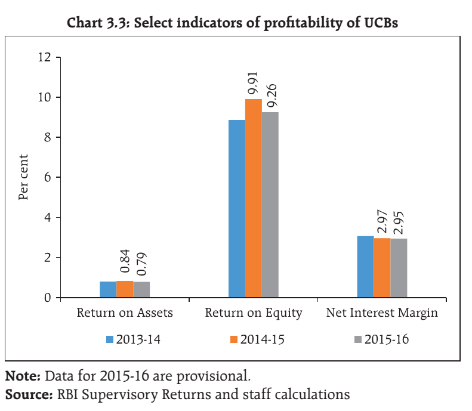 Chart 3.3: Select indicators of profitability of UCBs
12
10
8
6
4
2
0
Per cent
0.84
0.79
9.91
9.26
2.97
2.95
Return on Assets
Return on Equity
Net Interest Margin
2013-14
2014-15
2015-16
Note: Data for 2015-16 are provisional.
Source: RBI Supervisory Returns and staff calculations